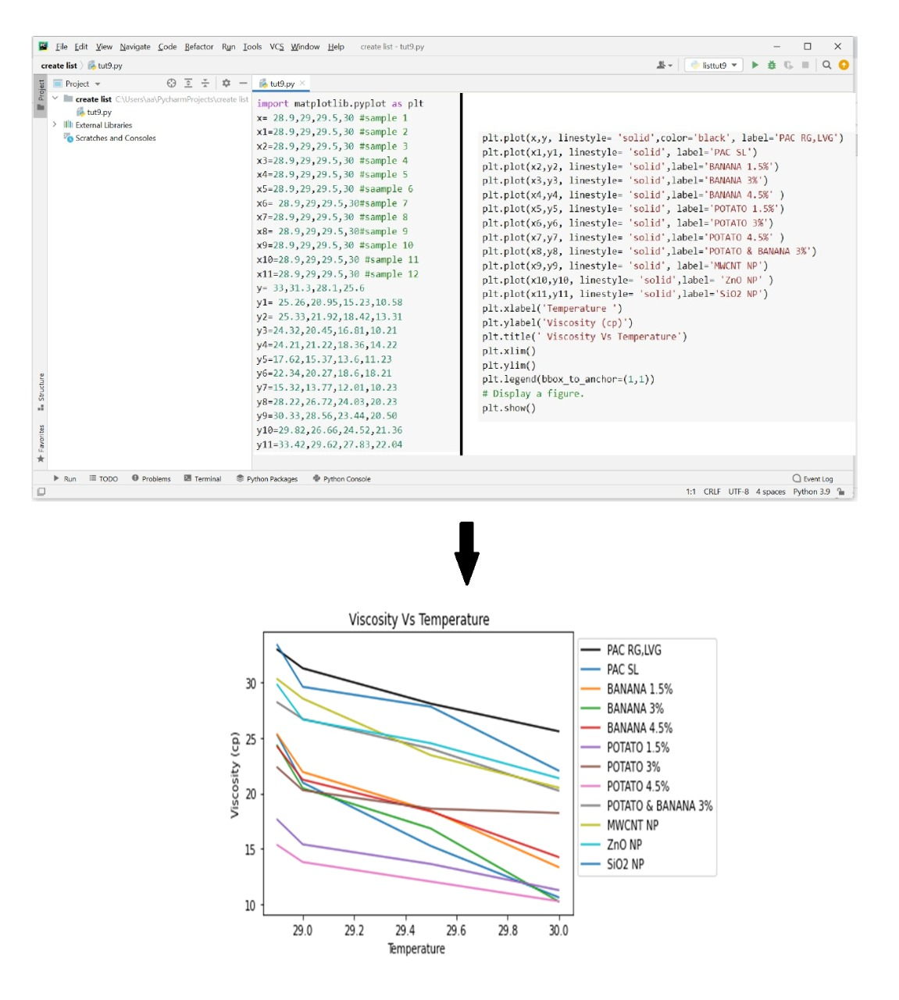 File Edit View Navigate Code Refactor Run Tools VCS Window Help create list - tut9.py
create list tut9.py
listtut9
Project
Project
tut9.py
create list C:\Users\aa\PycharmProjects\create list
tut9.py
External Libraries
Scratches and Consoles
Structure
Favorites
import matplotlib.pyplot as plt
x= 28.9,29,29.5,30 #sample 1
x1=28.9,29,29.5,30 #sample 2
x2=28.9,29,29.5,30 #sample 3
x3=28.9,29,29.5,30 #sample 4
x4=28.9,29,29.5,30 #sample 5
x5=28.9,29,29.5,30 #saample 6
x6= 28.9,29,29.5,30#sample 7
x7=28.9,29,29.5,30 #sample 8
x8= 28.9,29,29.5,30#sample 9
x9=28.9,29,29.5,30 #sample 10
x10=28.9,29,29.5,30 #sample 11
x11=28.9,29,29.5,30 #sample 12
y= 33,31.3,28.1,25.6
y1= 25.26,20.95,15.23,10.58
y2= 25.33,21.92,18.42,13.31
y3=24.32,20.45,16.81,10.21
y4=24.21,21.22,18.36,14.22
y5=17.62,15.37,13.6,11.23
y6=22.34,20.27,18.6,18.21
y7=15.32,13.77,12.01,10.23
y8=28.22,26.72,24.03,20.23
y9=30.33,28.56,23.44,20.50
y10=29.82,26.66,24.52,21.36
y11=33.42,29.62,27.83,22.04
plt.plot(x,y, linestyle= 'solid',color='black', label='PAC RG,LVG')
plt.plot(x1,y1, linestyle= 'solid', label='PAC SL')
plt.plot(x2,y2, linestyle= 'solid',label='BANANA 1.5%')
plt.plot(x3,y3, linestyle= 'solid',label='BANANA 3%')
plt.plot(x4,y4, linestyle= 'solid',label='BANANA 4.5%' )
plt.plot(x5,y5, linestyle= 'solid', label='POTATO 1.5%')
plt.plot(x6,y6, linestyle= 'solid',label='POTATO 3%')
plt.plot(x7,y7, linestyle= 'solid',label='POTATO 4.5%' )
plt.plot(x8,y8, linestyle= 'solid',label='POTATO & BANANA 3%')
plt.plot(x9,y9, linestyle= 'solid', label='MWCNT NP')
plt.plot(x10,y10, linestyle= 'solid',label= 'ZnO NP' )
plt.plot(x11,y11, linestyle= 'solid',label='SiO2 NP')
plt.xlabel('Temperature ')
plt.ylabel('Viscosity (cp)')
plt.title(' Viscosity Vs Temperature')
plt.xlim()
plt.ylim()
plt.legend(bbox_to_anchor=(1,1))
# Display a figure.
plt.show()
Run TODO Problems Terminal Python Packages Python Console Event Log
1:1 CRLF UTF-8 4 spaces Python 3.9
Viscosity Vs Temperature
Viscosity (cp)
30
25
20
15
10
29.0 29.2 29.4 29.6 29.8 30.0
Temperature
PAC RG,LVG
PAC SL
BANANA 1.5%
BANANA 3%
BANANA 4.5%
POTATO 1.5%
POTATO 3%
POTATO 4.5%
POTATO & BANANA 3%
MWCNT NP
ZnO NP
SiO2 NP